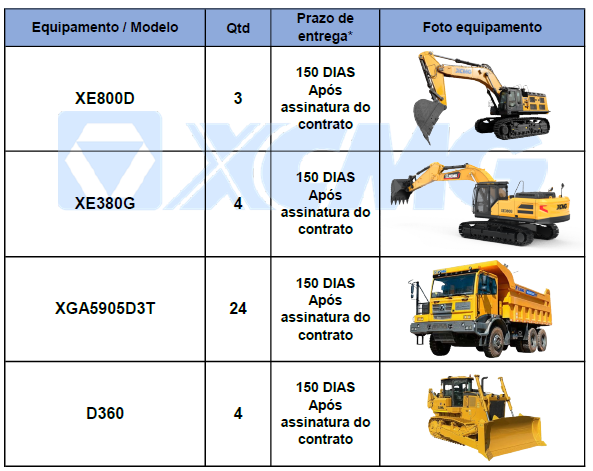 Equipamento / Modelo
Qtd
Prazo de
entrega*
Foto equipamento
XE800D
3
150 DIAS
Após
assinatura do
contrato
XE380G
4
150 DIAS
Após
assinatura do
contrato
XCMG
XGA5905D3T
24
150 DIAS
Após
assinatura do
contrato
D360
4
150 DIAS
Após
assinatura do
contrato
XCMG